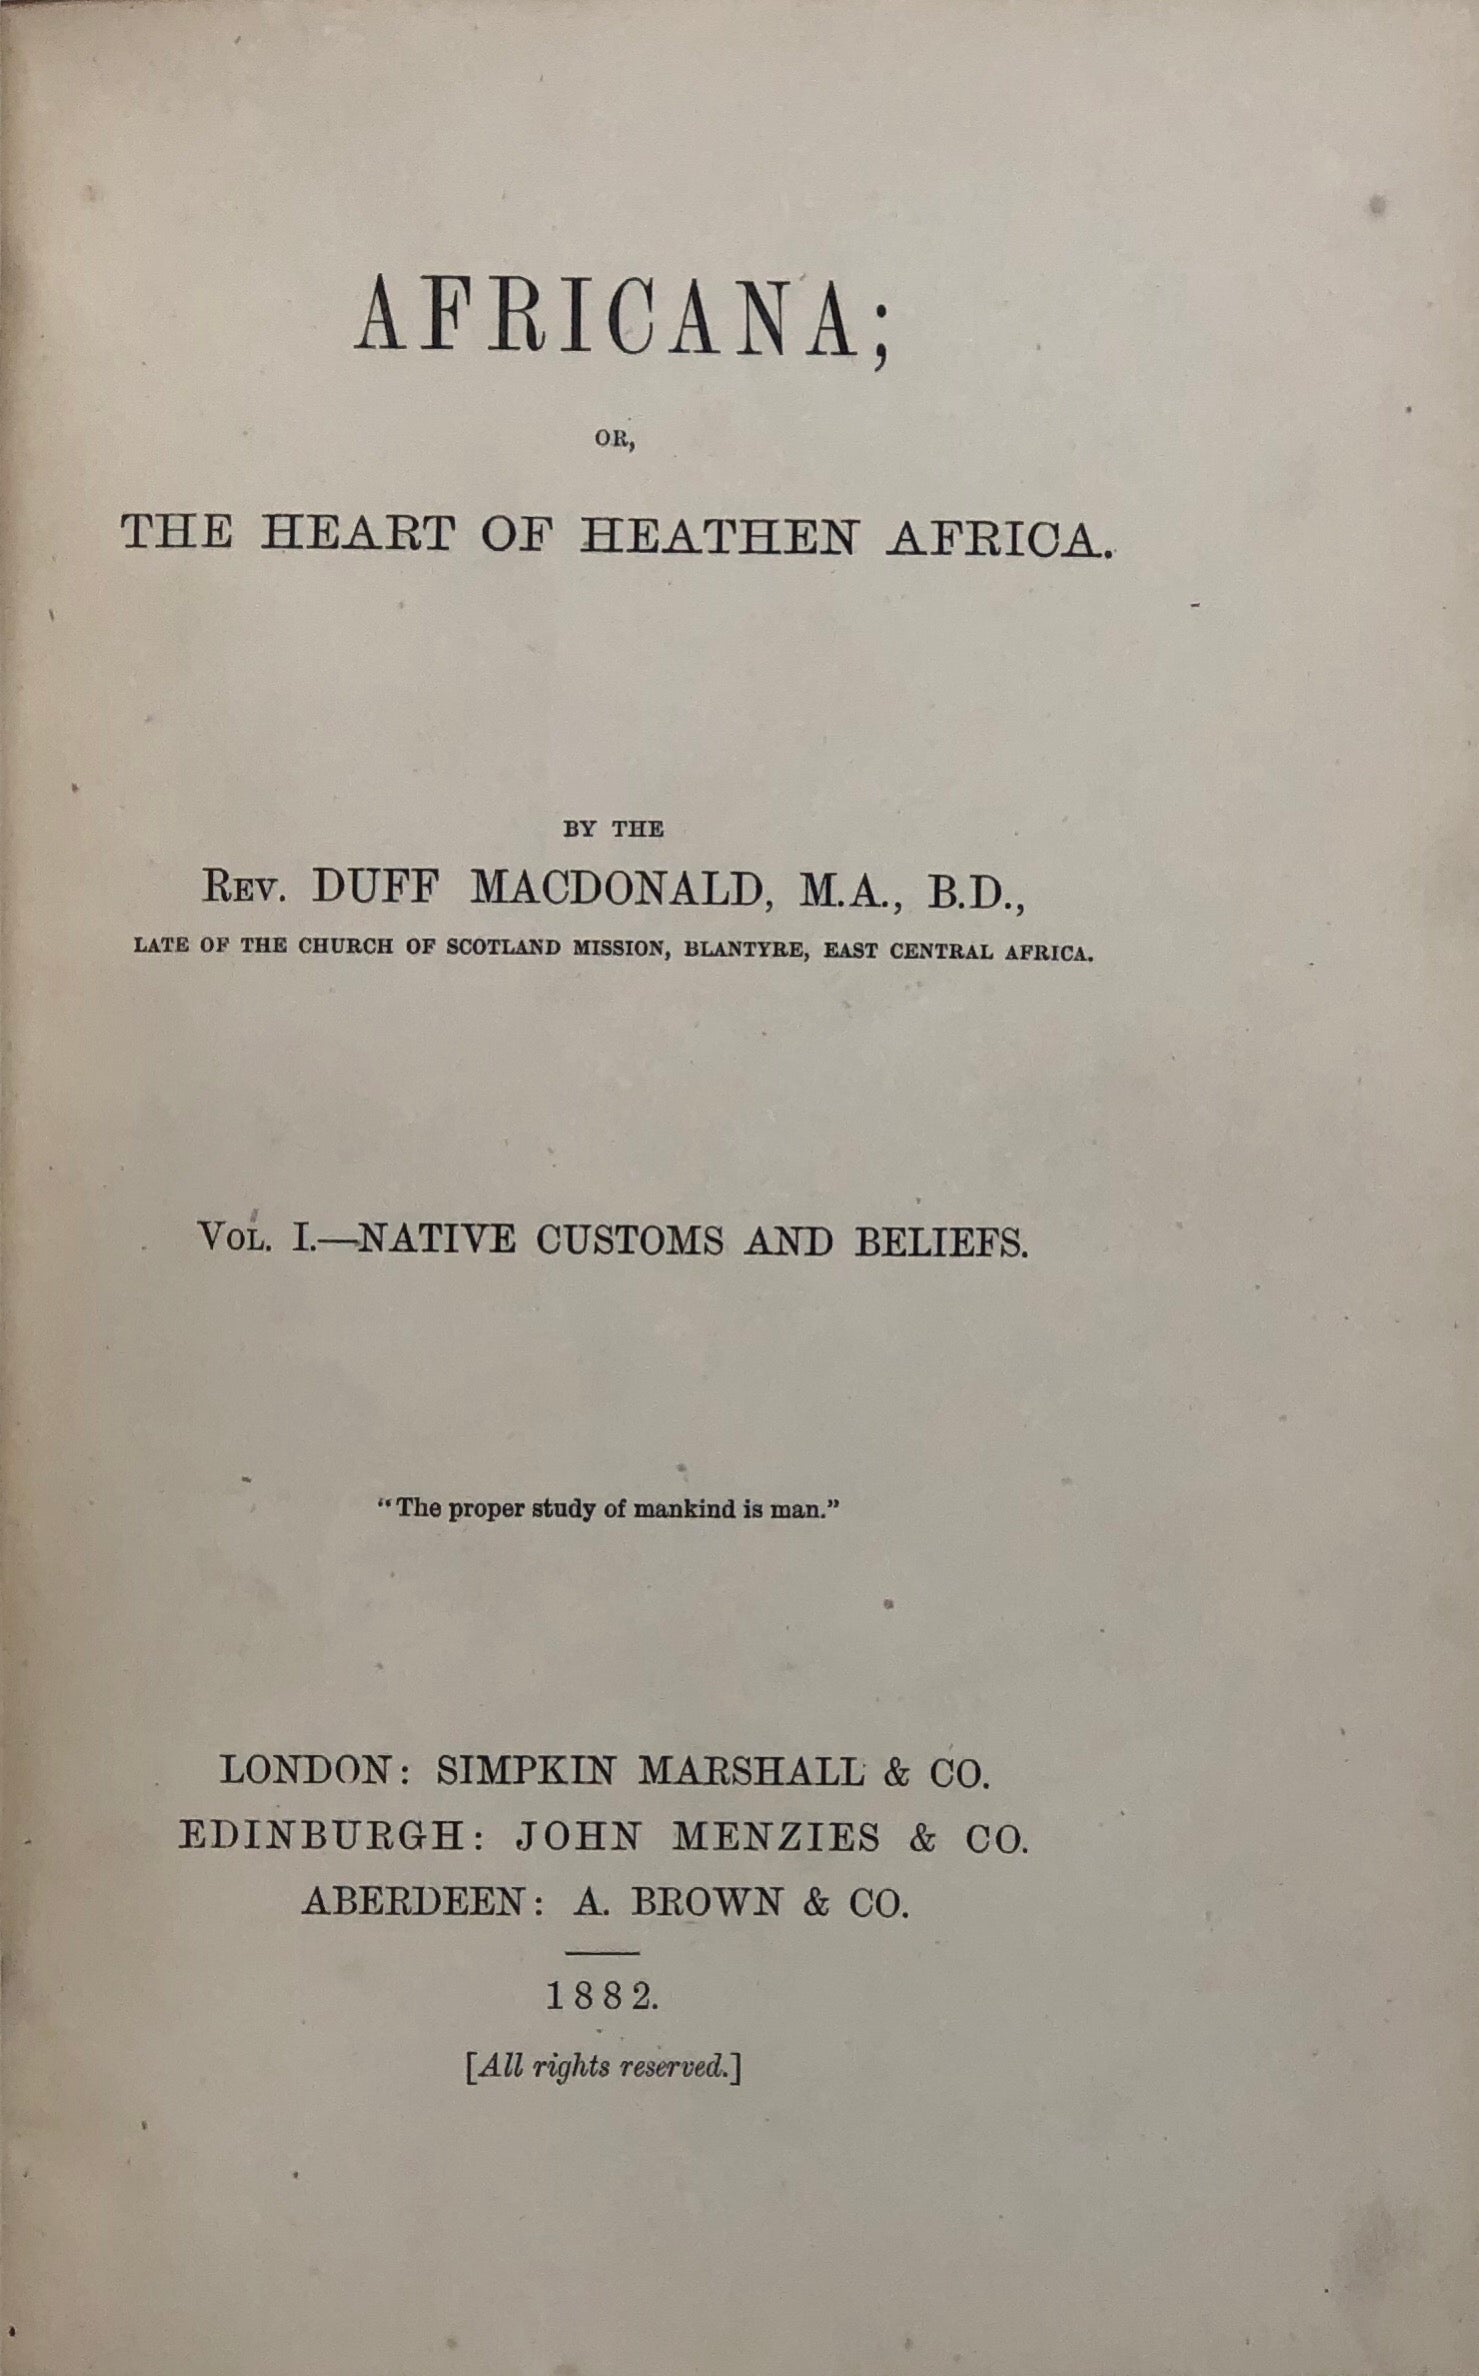 AFRICANA;
OR,
THE HEART OF HEATHEN AFRICA.
BY THE
REV. DUFF MACDONALD, M.A., B.D.,
LATE OF THE CHURCH OF SCOTLAND MISSION, BLANTYRE, EAST CENTRAL AFRICA.
VOL. I.—NATIVE CUSTOMS AND BELIEFS.
“The proper study of mankind is man.”
LONDON: SIMPKIN MARSHALL & CO.
EDINBURGH: JOHN MENZIES & CO.
ABERDEEN: A. BROWN & CO.
1882.
[All rights reserved.]